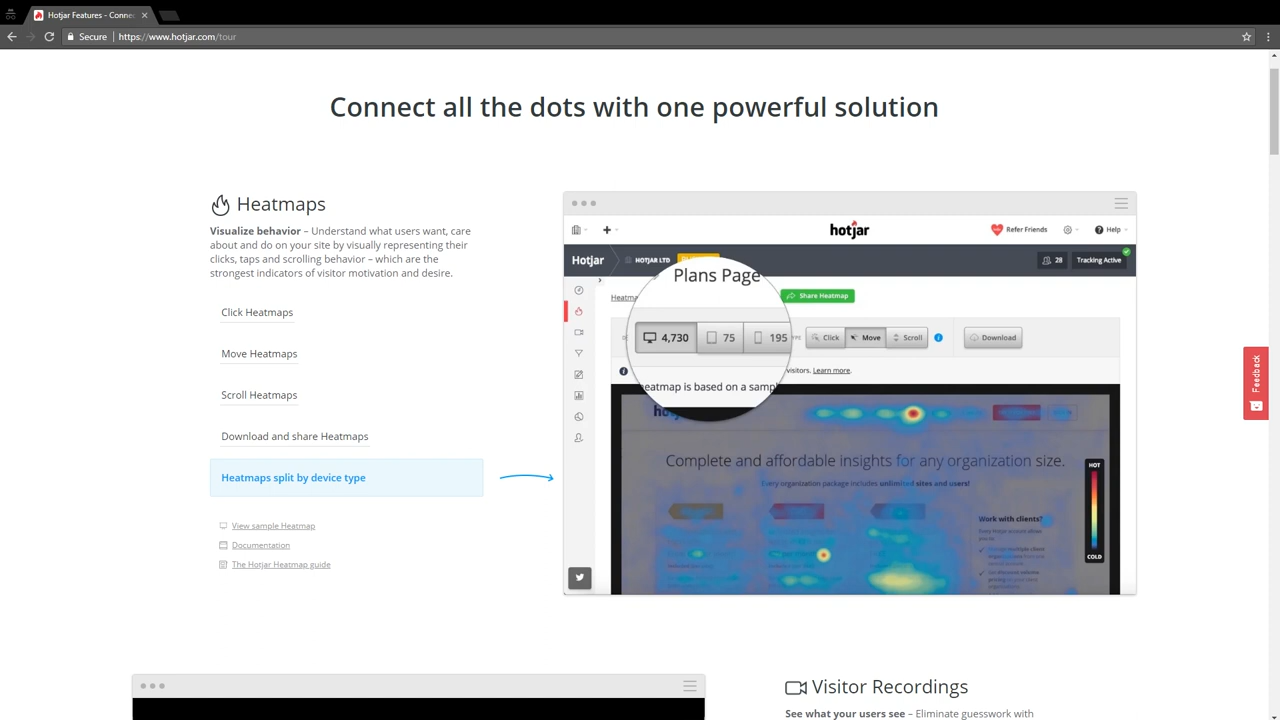 Hotjar Features - Conne
Secure
https://www.hotjar.com/tour
Connect all the dots with one powerful solution
Heatmaps
Visualize behavior – Understand what users want, care
about and do on your site by visually representing their
clicks, taps and scrolling behavior – which are the
strongest indicators of visitor motivation and desire.
Click Heatmaps
Move Heatmaps
Scroll Heatmaps
Download and share Heatmaps
Heatmaps split by device type
View sample Heatmap
Documentation
The Hotjar Heatmap guide
hotjar
Refer Friends
Help
Hotjar
HOTJAR LTD
28
Tracking Active
Plans Page
Heatma
Share Heatmap
4,730
75
195
Click
Move
Scroll
Download
visitors. Learn more.
eatmap is based on a samp
Complete and affordable insights for any organization size.
Every organization package includes unlimited sites and users!
Work with clients?
HOT
COLD
Feedback
Visitor Recordings
See what your users see – Eliminate guesswork with